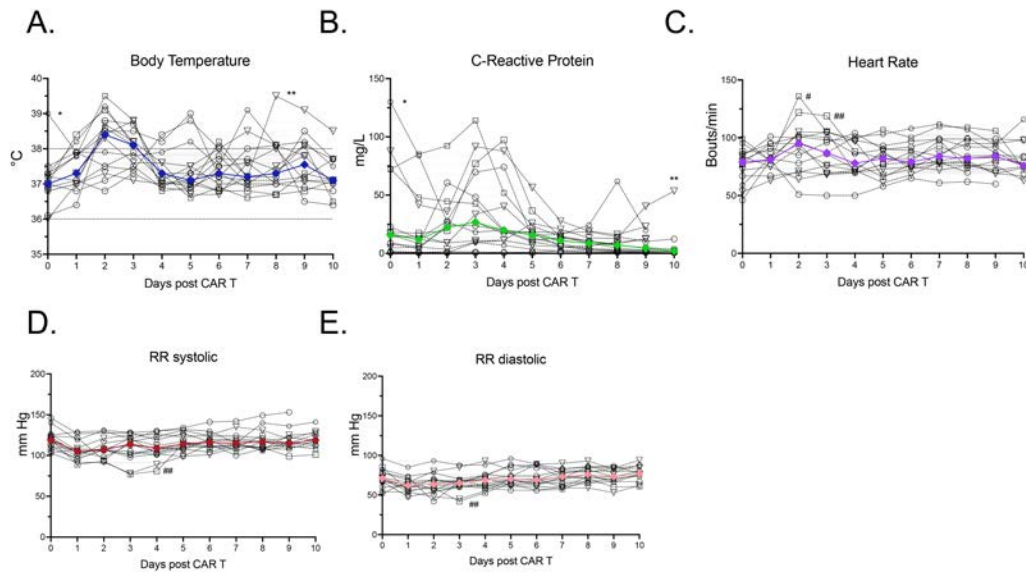 A.
B.
C.
Body Temperature
C-Reactive Protein
Heart Rate
°C
40
39
38
37
36
35
*
**
0 1 2 3 4 5 6 7 8 9 10
Days post CAR T
mg/L
150
100
50
0
*
**
0 1 2 3 4 5 6 7 8 9 10
Days post CAR T
Bouts/min
150
100
50
0
#
##
0 1 2 3 4 5 6 7 8 9 10
Days post CAR T
D.
E.
RR systolic
RR diastolic
mm Hg
200
150
100
50
0
##
0 1 2 3 4 5 6 7 8 9 10
Days post CAR T
mm Hg
200
150
100
50
0
##
0 1 2 3 4 5 6 7 8 9 10
Days post CAR T